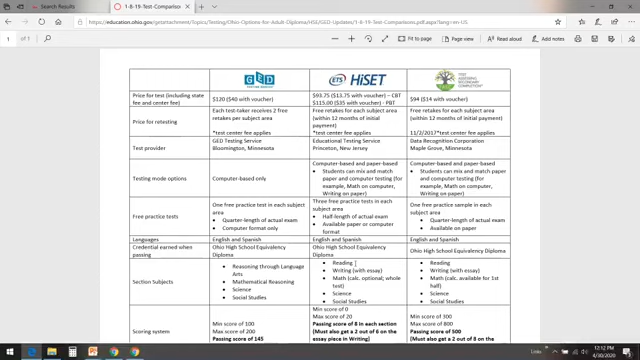 Search Results
1-8-19-Test-Comparisons
https://education.ohio.gov/getattachment/Topics/Testing/Ohio-Options-for-Adult-Diploma/HSE/GED-Updates/1-8-19-Test-Comparisons.pdf.aspx?lang=en-US
1 of 1
Fit to page
Page view
Read aloud
Add notes
GED
ETS HiSET
TEST ASSESSING SECONDARY COMPLETION
Price for test (including state fee and center fee)
$120 ($40 with voucher)
$93.75 ($13.75 with voucher) – CBT
$115.00 ($35 with voucher) - PBT
$94 ($14 with voucher)
Price for retesting
Each test-taker receives 2 free
retakes per subject area
*test center fee applies
Free retakes for each subject area
(within 12 months of initial
payment)
*test center fee applies
Free retakes for each subject area
(within 12 months of initial
payment)
11/2/2017*test center fee applies
Test provider
GED Testing Service
Bloomington, Minnesota
Educational Testing Service
Princeton, New Jersey
Data Recognition Corporation
Maple Grove, Minnesota
Testing mode options
Computer-based only
Computer-based and paper-based
• Students can mix and match
paper and computer testing (for
example, Math on computer,
Writing on paper)
Computer-based and paper-based
• Students can mix and match
paper and computer testing (for
example, Math on computer,
Writing on paper)
Free practice tests
One free practice test in each subject
area
• Quarter-length of actual exam
• Computer format only
Three free practice tests in each
subject area
• Half-length of actual exam
• Available paper or computer
format
One free practice sample in each
subject area
• Quarter-length of actual exam
• Available on paper
Languages
English and Spanish
English and Spanish
English and Spanish
Credential earned when
passing
Ohio High School Equivalency
Diploma
Ohio High School Equivalency
Diploma
Ohio High School Equivalency Diploma
Section Subjects
• Reasoning through Language
Arts
• Mathematical Reasoning
• Science
• Social Studies
• Reading
• Writing (with essay)
• Math (calc. optional; whole
test)
• Science
• Social Studies
• Reading
• Writing (with essay)
• Math (calc. available for 1st
half)
• Science
• Social Studies
Scoring system
Min score of 100
Max score of 200
Passing score of 145
Min score of 0
Max score of 20
Passing score of 8 in each section
(Must also get a 2 out of 6 on the
essay piece in Writing)
Min score of 300
Max score of 800
Passing score of 500
(Must also get a 2 out of 8 on the
12:12 PM
4/30/2020